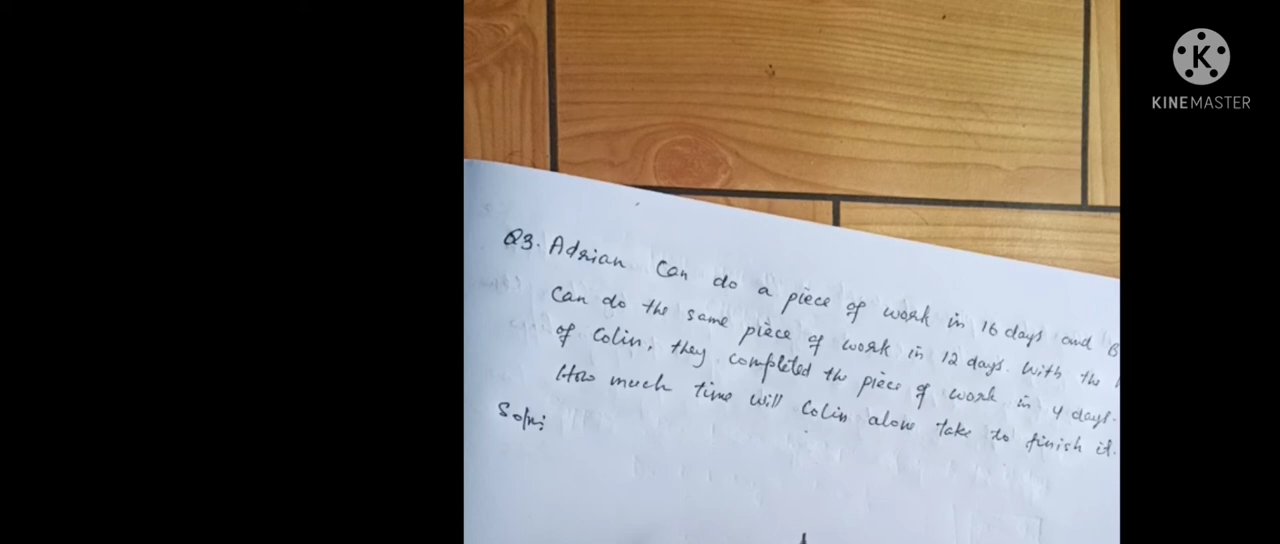 Q3. Adrian can do a piece of work in 16 days and B
can do the same piece of work in 12 days. With the
of Colin, they completed the piece of work in 4 days.
How much time will Colin alone take to finish it.
Soln:
K
KINEMASTER